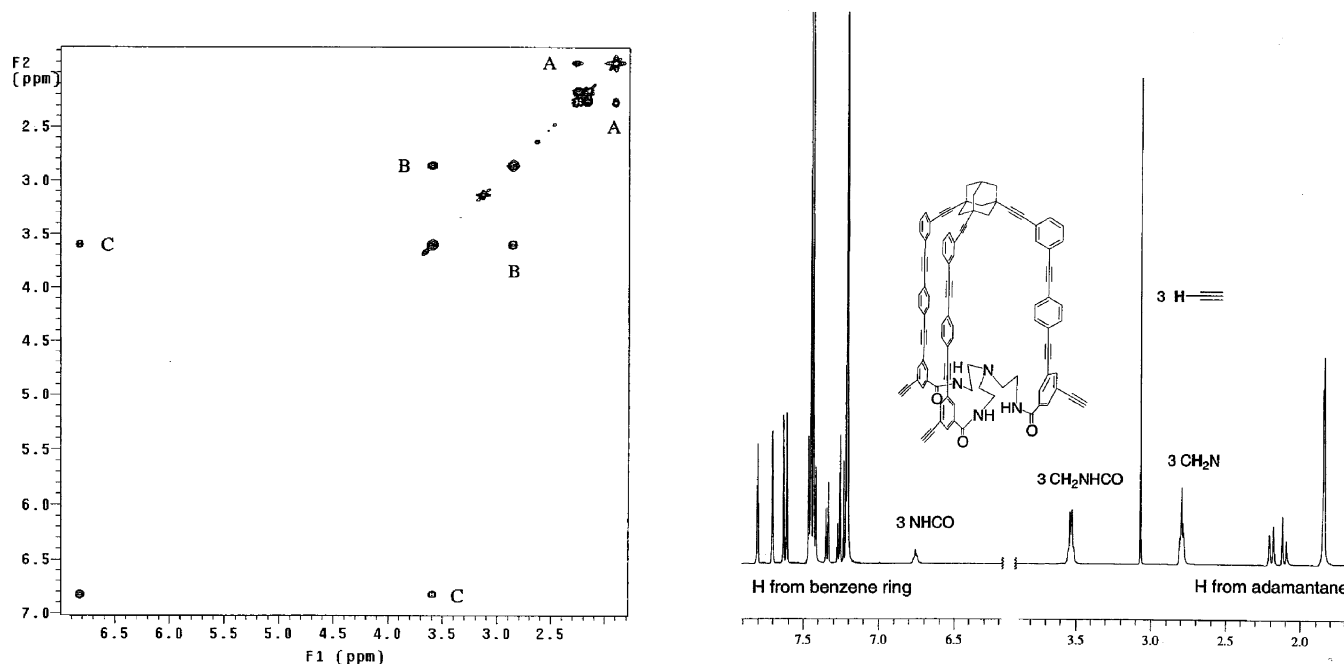 F2
(ppm)
2.5
3.0
3.5
4.0
4.5
5.0
5.5
6.0
6.5
7.0
A
A
B
B
C
C
6.5 6.0 5.5 5.0 4.5 4.0 3.5 3.0 2.5
F1 (ppm)
H
N
N
O
NH
HN
O
O
3 H
3 CH₂N
3 CH₂NHCO
3 NHCO
H from benzene ring
H from adamantane
7.5 7.0 6.5 3.5 3.0 2.5 2.0